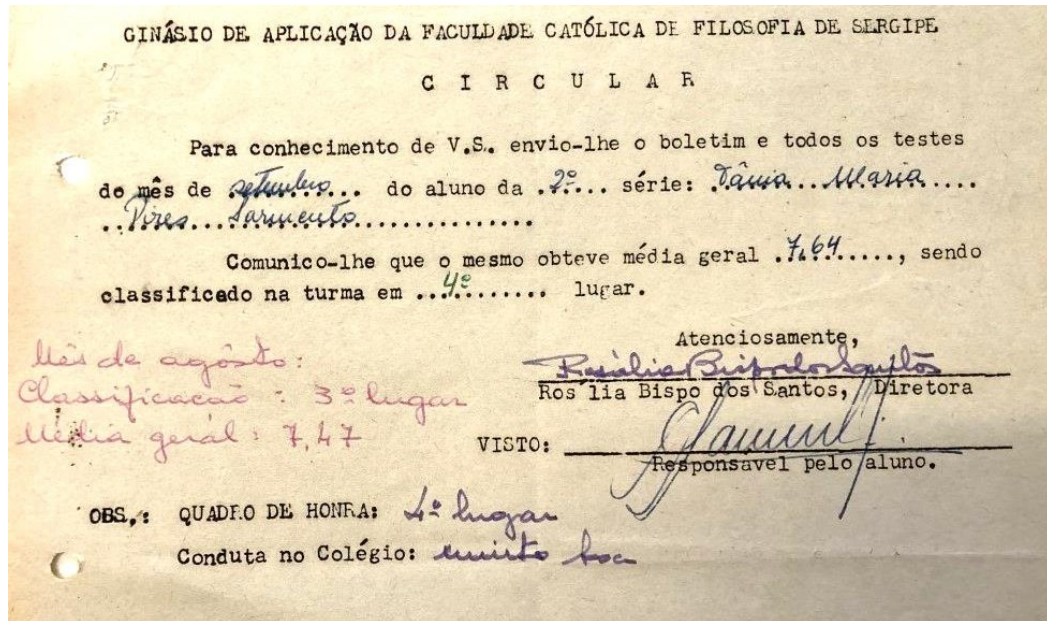 GINÁSIO DE APLICAÇÃO DA FACULDADE CATÓLICA DE FILOSOFIA DE SERGIPE
C I R C U L A R
Para conhecimento de V.S.. envio-lhe o boletim e todos os testes
do mês de setembro... do aluno da .2ª... série: Tânia...Maria....
..Pires...Sarmento..............................
Comunico-lhe que o mesmo obteve média geral .7,64....., sendo
classificado na turma em ...4º........ lugar.
Atenciosamente,
Mês de agôsto:
Rosália Bispo dos Santos
Classificação : 3º lugar
Ros lia Bispo dos Santos, Diretora
Média geral: 7,47
VISTO:
Responsavel pelo aluno.
OBS,: QUADRO DE HONRA: 4º lugar
Conduta no Colégio: muito boa